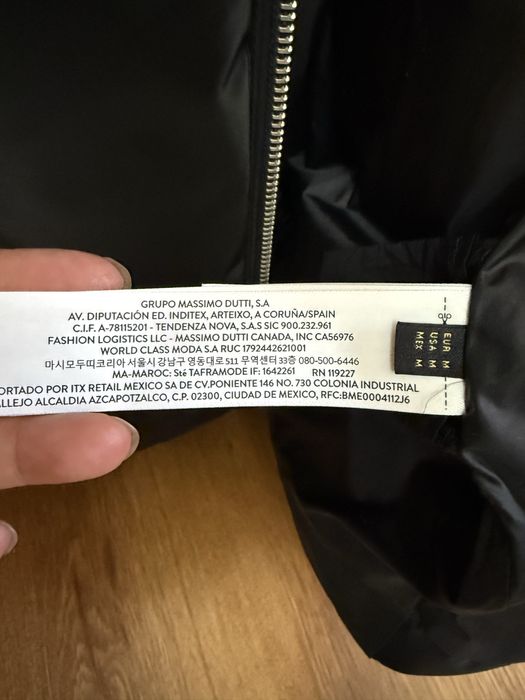 GRUPO MASSIMO DUTTI, S.A
AV. DIPUTACIÓN ED. INDITEX, ARTEIXO, A CORUÑA/SPAIN
C.I.F. A-78115201 - TENDENZA NOVA, S.A.S SIC 900.232.961
FASHION LOGISTICS LLC - MASSIMO DUTTI CANADA, INC CA56976
WORLD CLASS MODA S.A RUC 1792442621001
마시모두띠코리아 서울시 강남구 영동대로 511 무역센터 33층 080-500-6446
MA-MAROC: Sté TAFRAMODE IF: 1642261 RN 119227
ORTADO POR ITX RETAIL MEXICO SA DE CV.PONIENTE 146 NO. 730 COLONIA INDUSTRIAL
ALLEJO ALCALDIA AZCAPOTZALCO, C.P. 02300, CIUDAD DE MEXICO, RFC:BME0004112J6
EUR M
USA M
MEX M